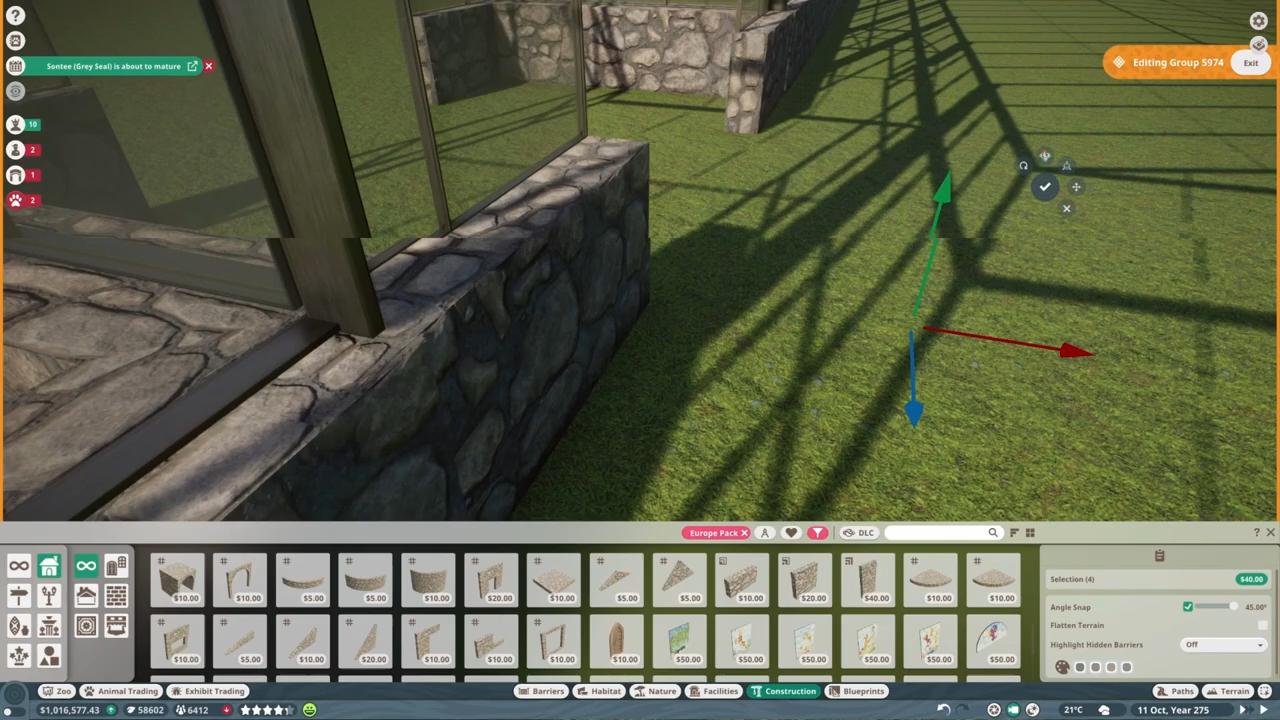 ?
Sontee (Grey Seal) is about to mature
10
2
1
2
Editing Group 5974
Exit
Europe Pack
DLC
?
$10.00 $10.00 $5.00 $5.00 $10.00 $20.00 $10.00 $5.00 $5.00 $10.00 $20.00 $40.00 $10.00 $10.00
$10.00 $5.00 $10.00 $20.00 $10.00 $10.00 $10.00 $10.00 $50.00 $50.00 $50.00 $50.00 $50.00 $50.00
Selection (4) $40.00
Angle Snap 45.00°
Flatten Terrain
Highlight Hidden Barriers Off
Zoo Animal Trading Exhibit Trading Barriers Habitat Nature Facilities Construction Blueprints Paths Terrain
$1,016,577.43 58602 6412 21°C 11 Oct, Year 275